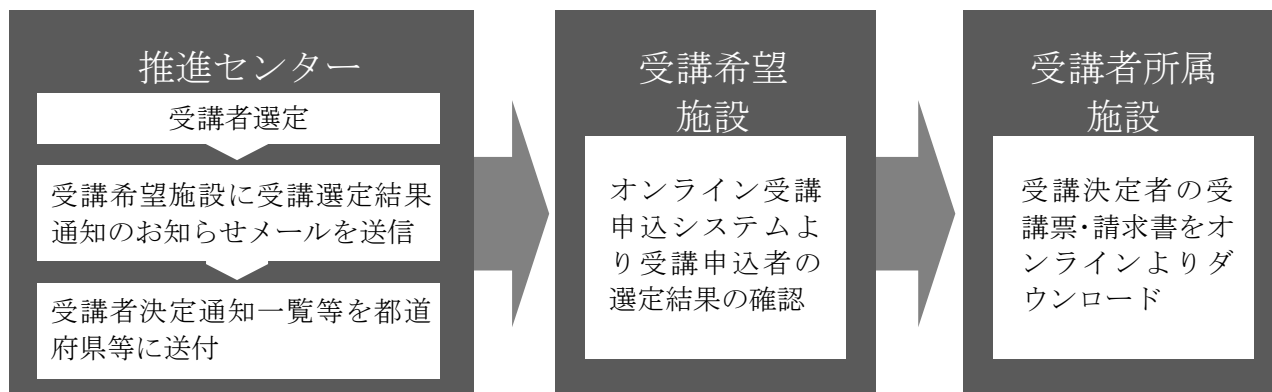 推進センター
受講者選定
受講希望施設に受講選定結果
通知のお知らせメールを送信
受講者決定通知一覧等を都道
府県等に送付
受講希望
施設
オンライン受講
申込システムよ
り受講申込者の
選定結果の確認
受講者所属
施設
受講決定者の受
講票・請求書をオ
ンラインよりダ
ウンロード